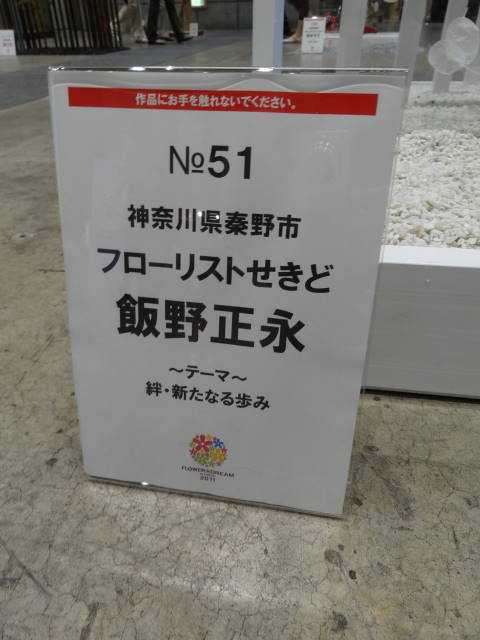 作品にお手を触れないでください。
№51
神奈川県秦野市
フローリストせきど
飯野正永
～テーマ～
絆・新たなる歩み
FLOWER DREAM
2011